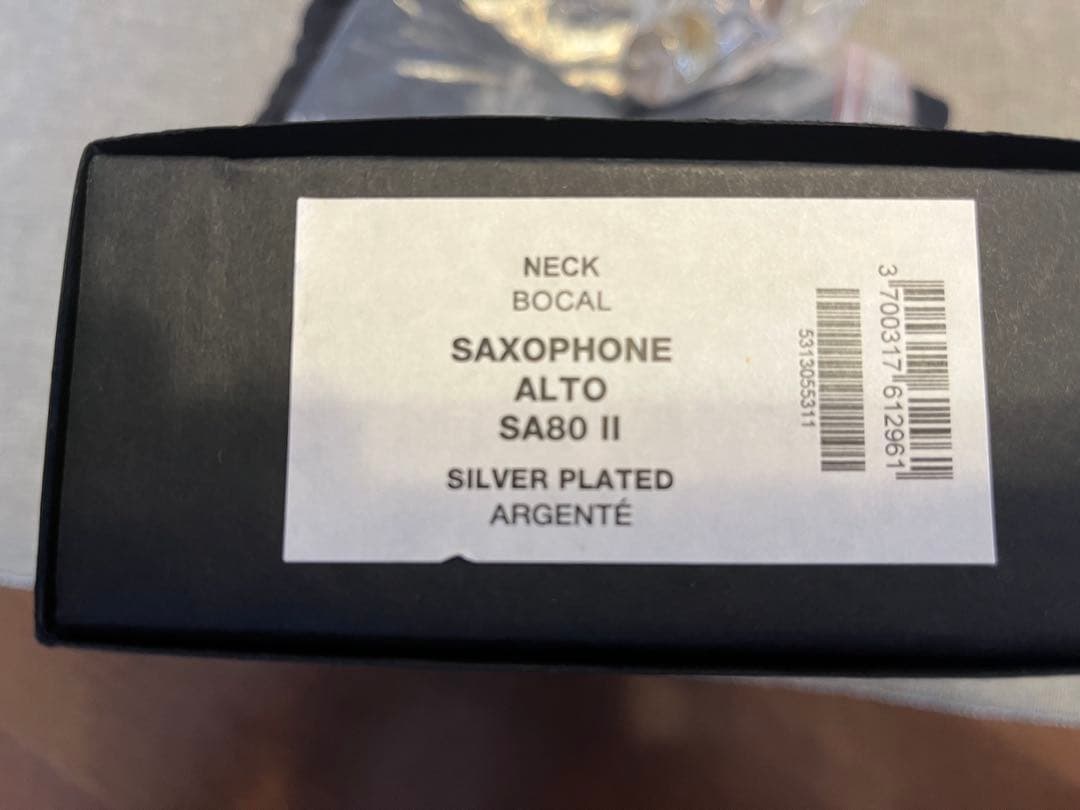 NECK
BOCAL
SAXOPHONE
ALTO
SA80 II
SILVER PLATED
ARGENTÉ
5313055311
3 700317 612961